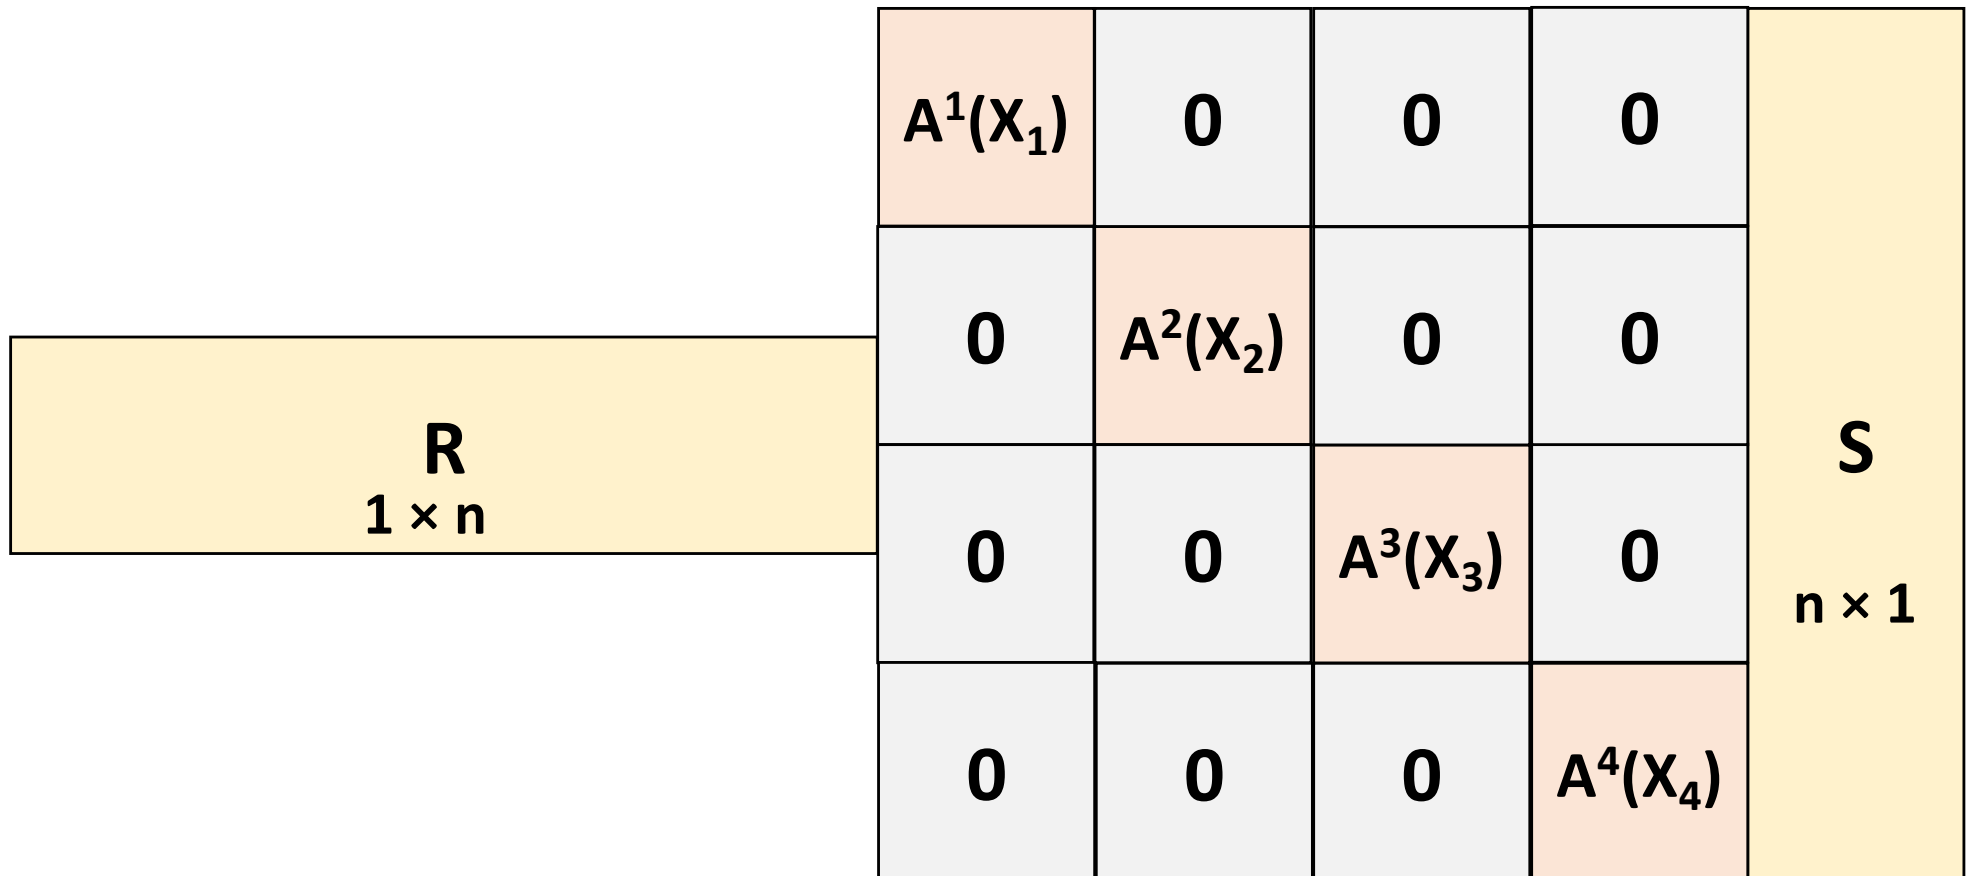 A¹(X₁) 0 0 0
0 A²(X₂) 0 0
R
1 × n
0 0 A³(X₃) 0
S
n × 1
0 0 0 A⁴(X₄)